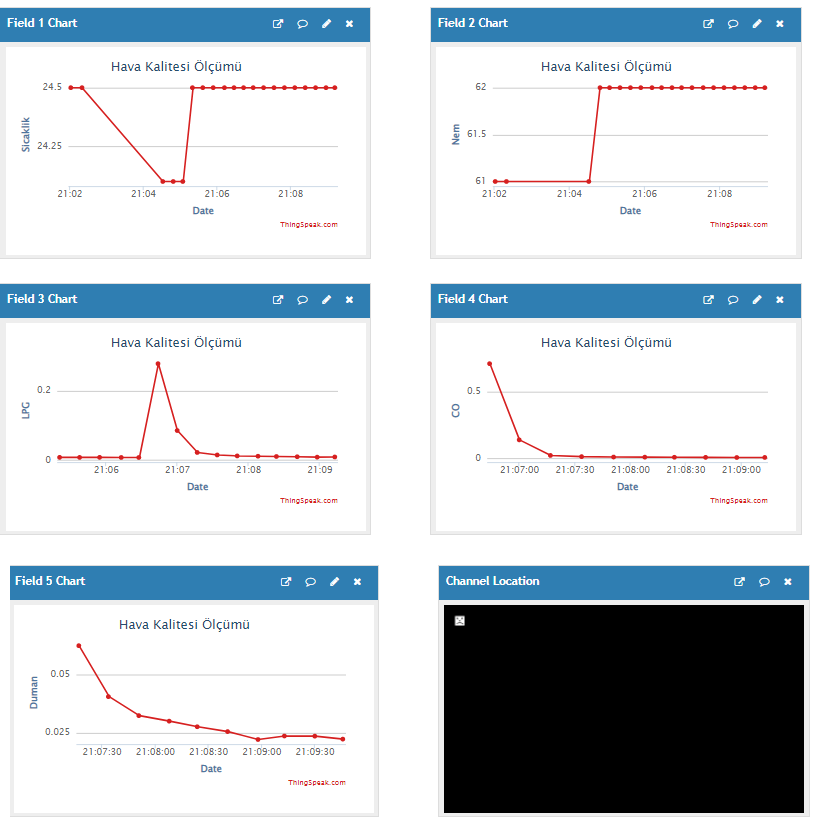 Field 1 Chart
Hava Kalitesi Ölçümü
Sicaklik
24.5
24.25
21:02 21:04 21:06 21:08
Date
ThingSpeak.com
Field 2 Chart
Hava Kalitesi Ölçümü
Nem
62
61.5
61
21:02 21:04 21:06 21:08
Date
ThingSpeak.com
Field 3 Chart
Hava Kalitesi Ölçümü
LPG
0.2
0
21:06 21:07 21:08 21:09
Date
ThingSpeak.com
Field 4 Chart
Hava Kalitesi Ölçümü
CO
0.5
0
21:07:00 21:07:30 21:08:00 21:08:30 21:09:00
Date
ThingSpeak.com
Field 5 Chart
Hava Kalitesi Ölçümü
Duman
0.05
0.025
21:07:30 21:08:00 21:08:30 21:09:00 21:09:30
Date
ThingSpeak.com
Channel Location